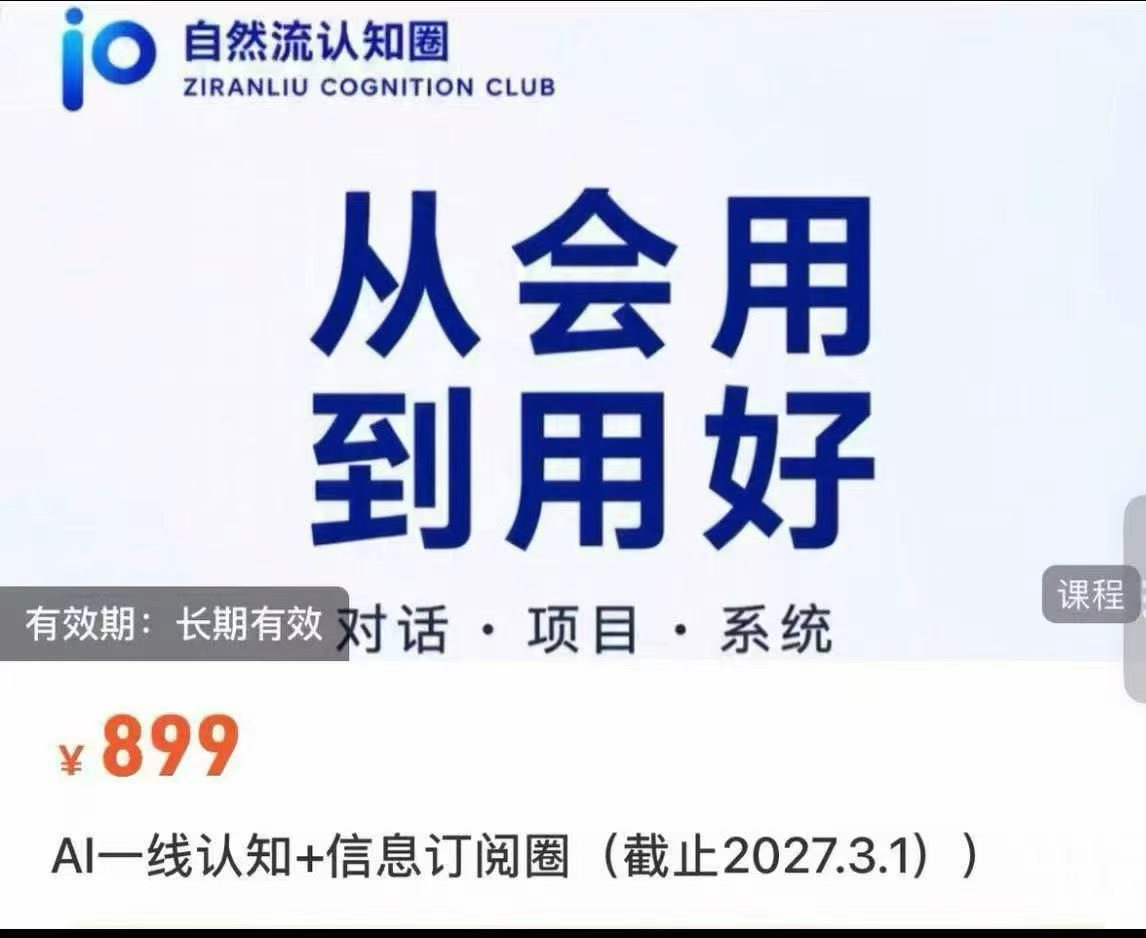 自然流认知圈
ZIRANLIU COGNITION CLUB
从会用
到用好
有效期：长期有效
对话·项目·系统
课程
¥899
AI一线认知+信息订阅圈（截止2027.3.1））